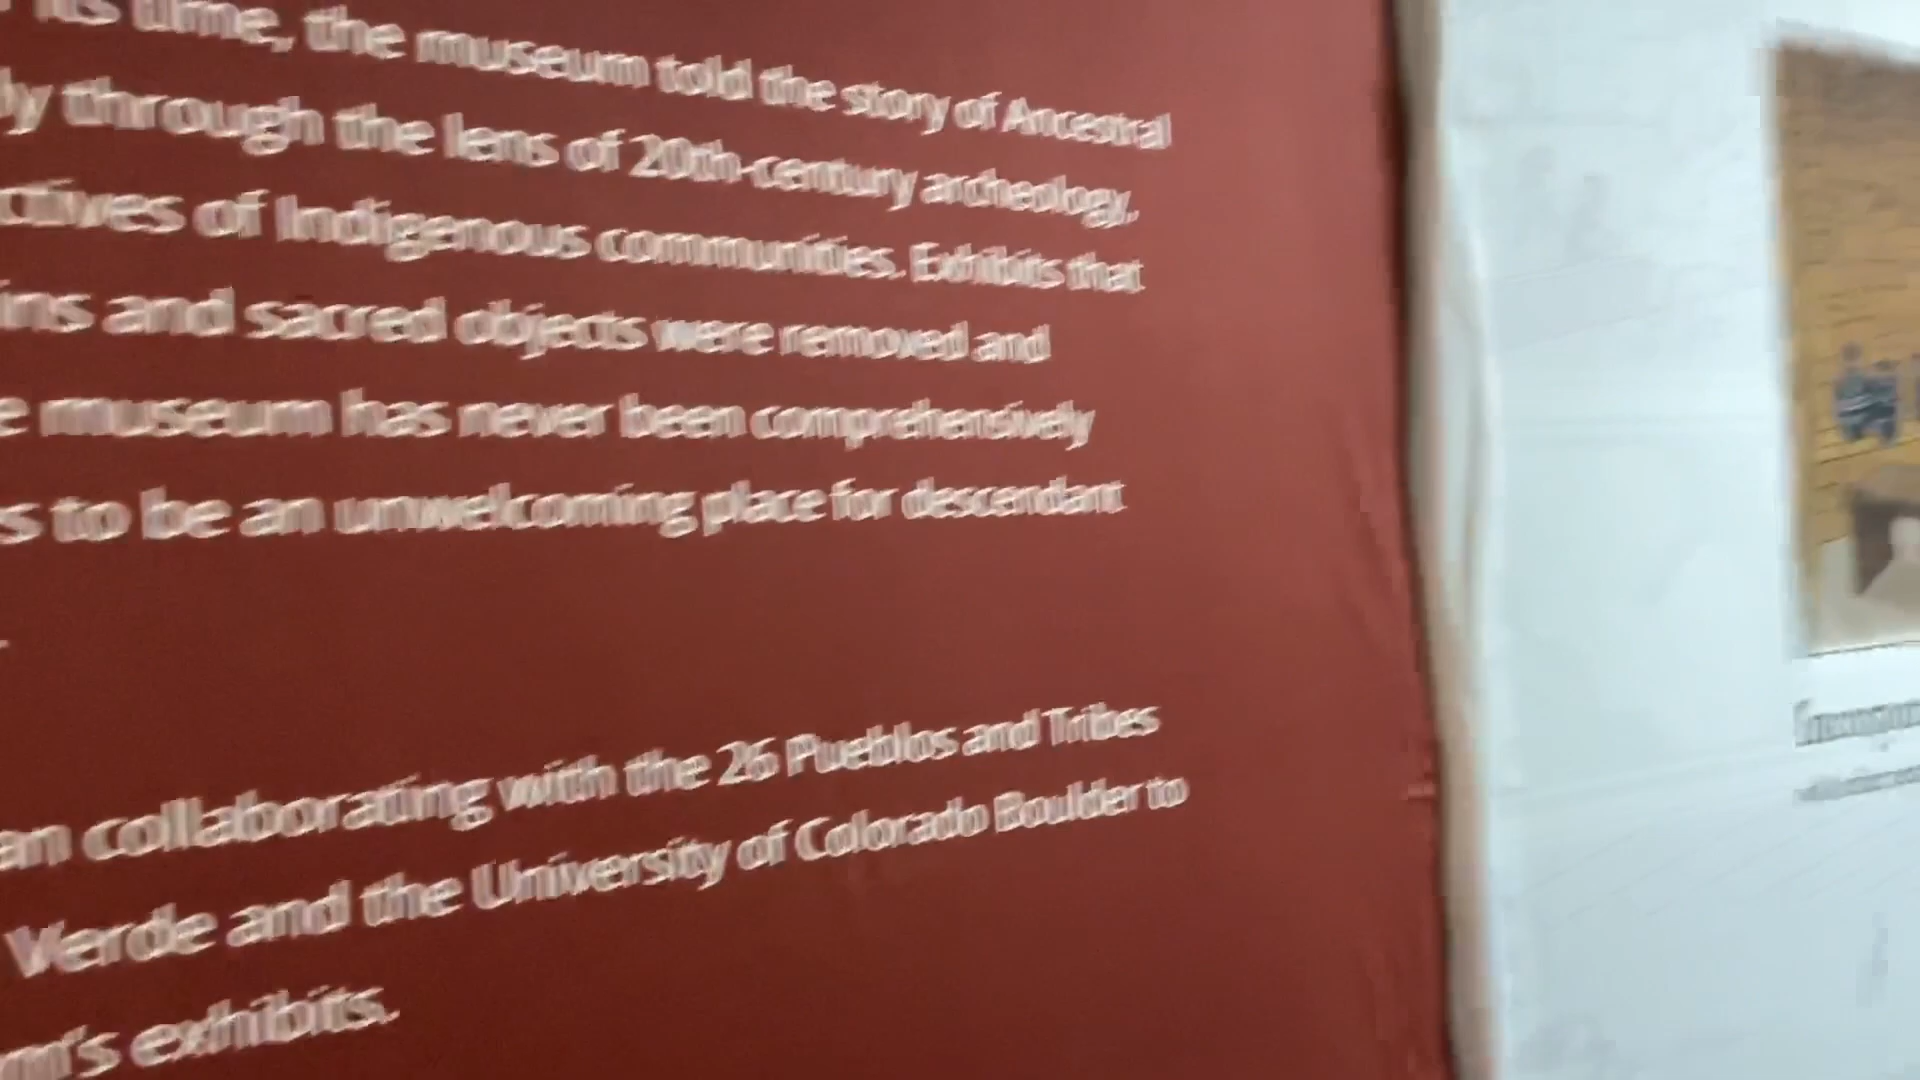 its time, the museum told the story of Ancestral
through the lens of 20th-century archeology,
of Indigenous communities. Exhibits that
and sacred objects were removed and
museum has never been comprehensively
to be an unwelcoming place for descendant
collaborating with the 26 Pueblos and Tribes
Verde and the University of Colorado Boulder to
exhibits.